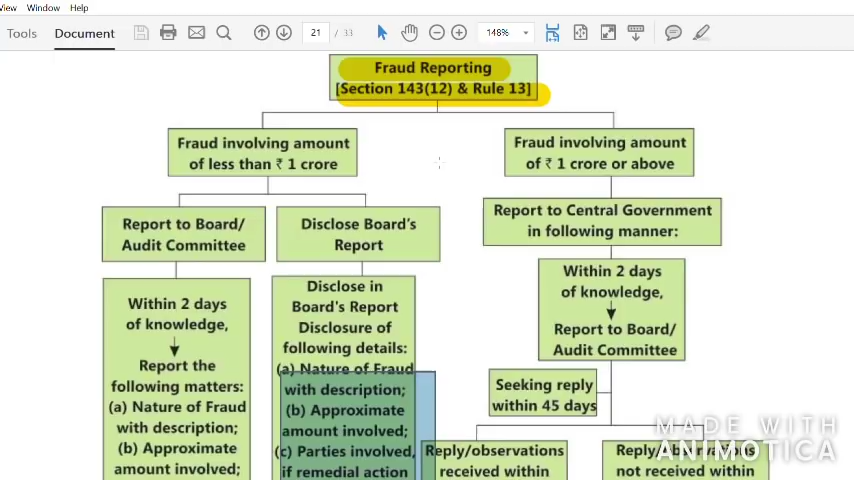 View Window Help
Tools Document 21 / 33 148%
Fraud Reporting
[Section 143(12) & Rule 13]
Fraud involving amount
of less than ₹ 1 crore
Fraud involving amount
of ₹ 1 crore or above
Report to Board/
Audit Committee
Disclose Board's
Report
Report to Central Government
in following manner:
Within 2 days
of knowledge,
Report the
following matters:
(a) Nature of Fraud
with description;
(b) Approximate
amount involved;
Disclose in
Board's Report
Disclosure of
following details:
(a) Nature of Fraud
with description;
(b) Approximate
amount involved;
(c) Parties involved,
if remedial action
Within 2 days
of knowledge,
Report to Board/
Audit Committee
Seeking reply
within 45 days
Reply/observations
received within
Reply/observations
not received within
MADE WITH
ANIMOTICA